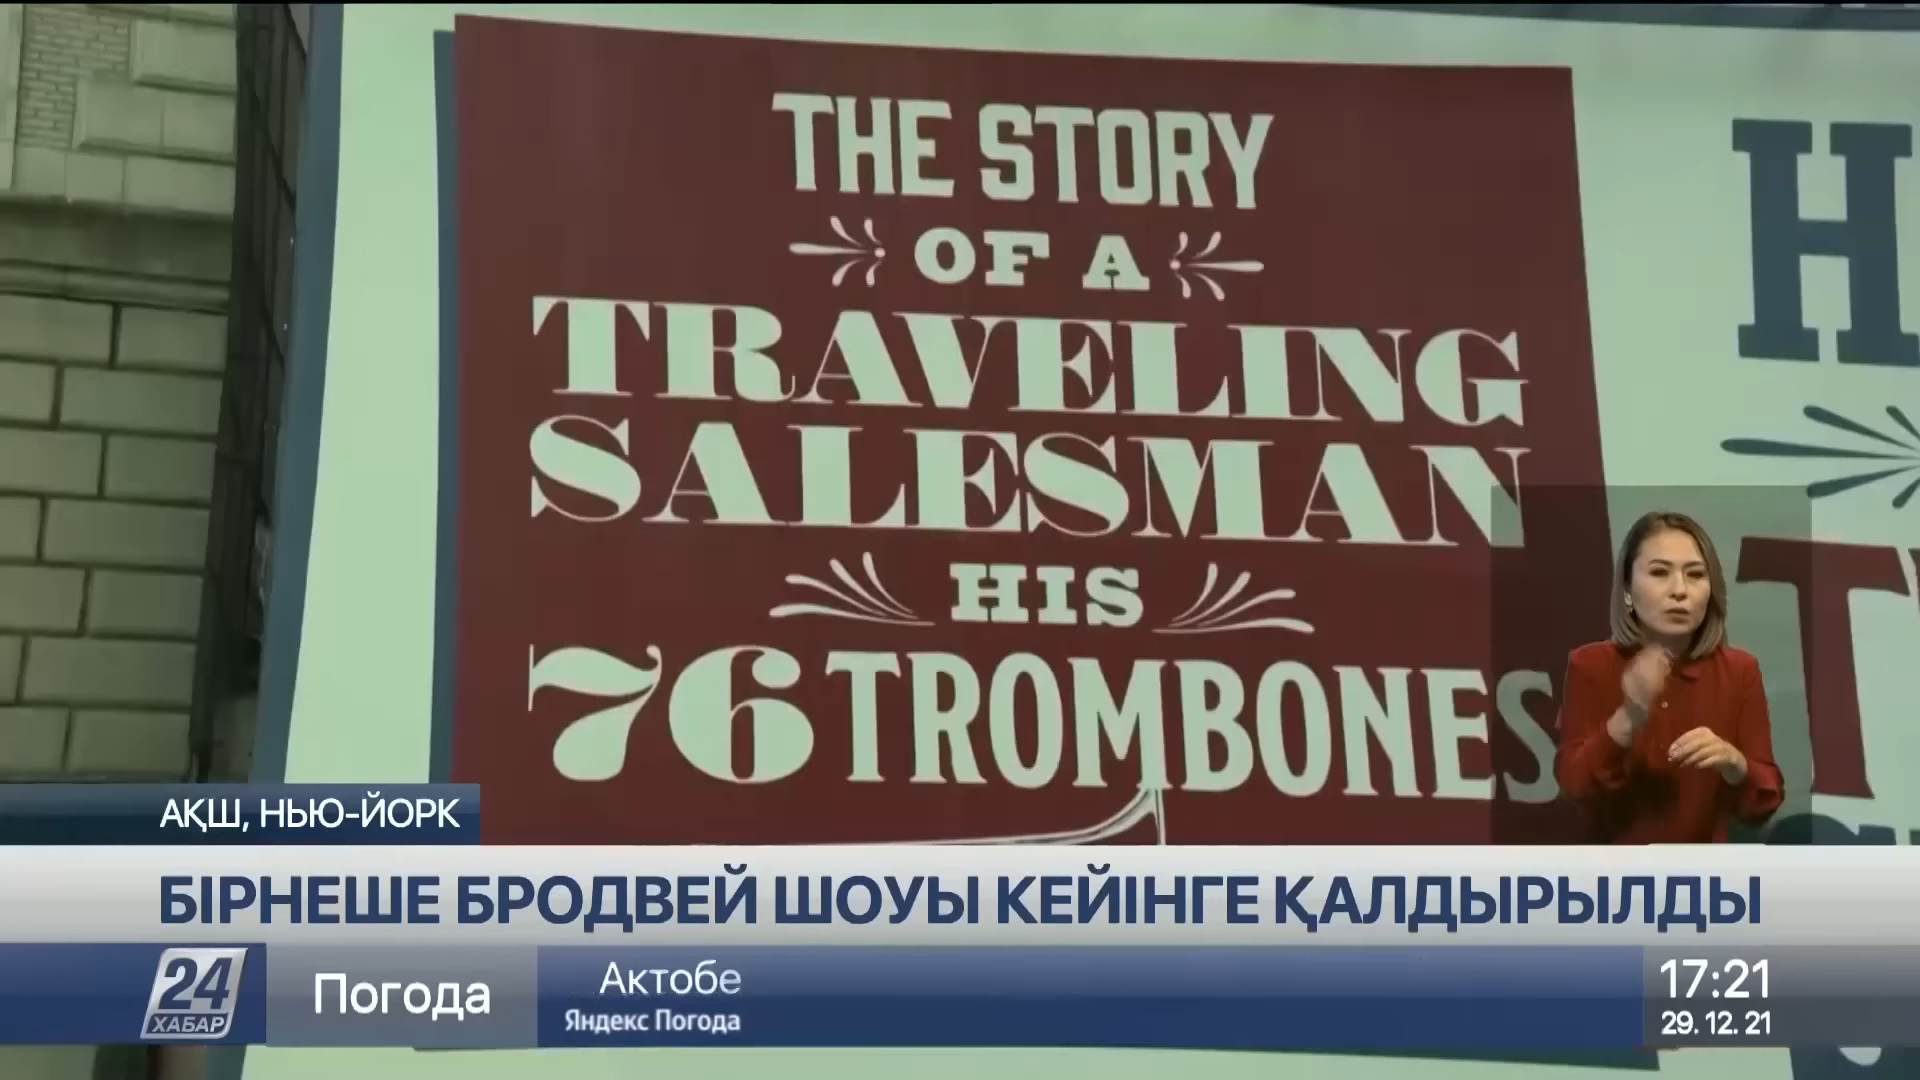 THE STORY
OF A
TRAVELING
SALESMAN
HIS
76 TROMBONES
АҚШ, НЬЮ-ЙОРК
БІРНЕШЕ БРОДВЕЙ ШОУЫ КЕЙІНГЕ ҚАЛДЫРЫЛДЫ
24
ХАБАР
Погода
Актобе
Яндекс Погода
17:21
29. 12. 21